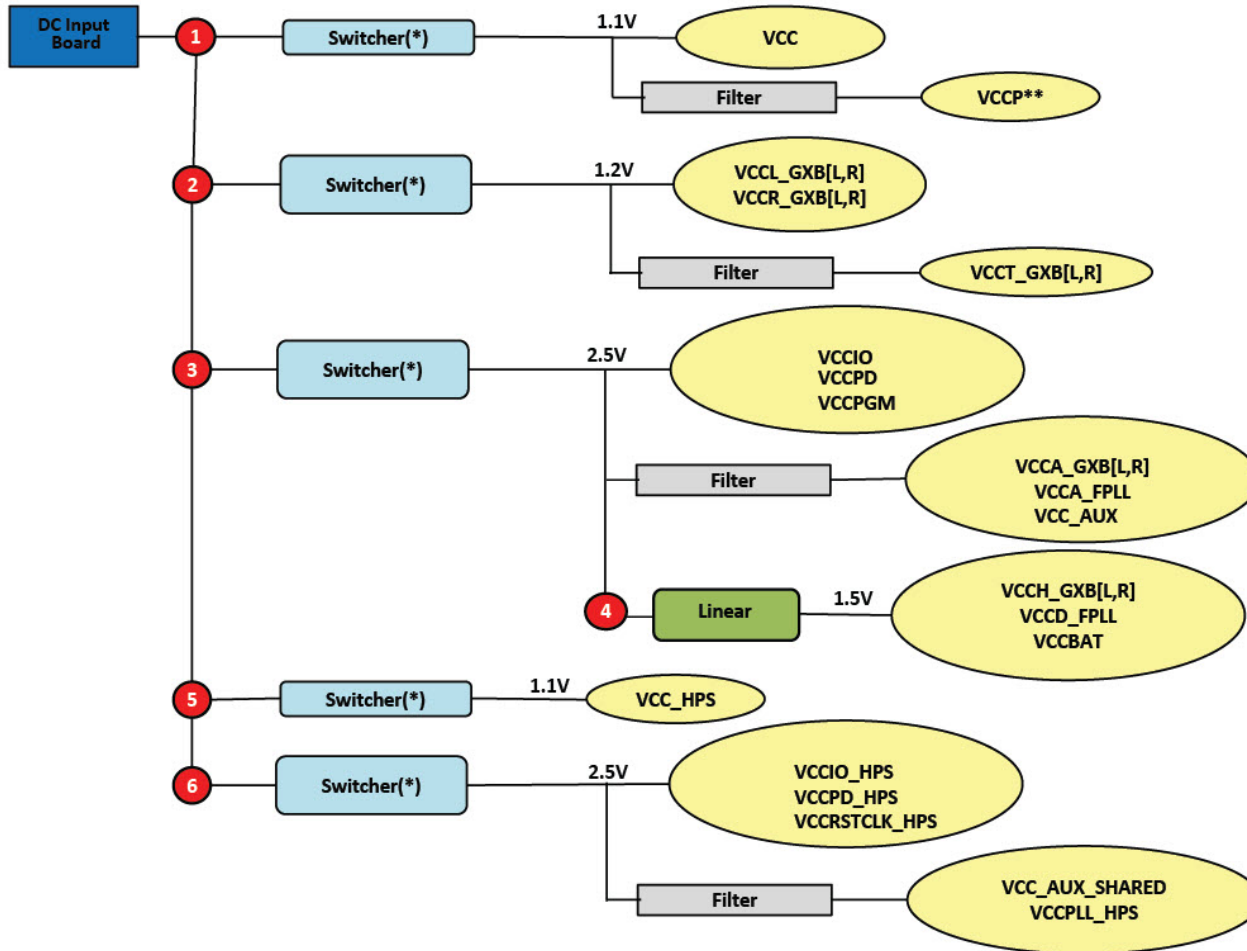 DC Input
Board
1
Switcher(*)
1.1V
VCC
Filter
VCCP**
2
Switcher(*)
1.2V
VCCL_GXB[L,R]
VCCR_GXB[L,R]
Filter
VCCT_GXB[L,R]
3
Switcher(*)
2.5V
VCCIO
VCCPD
VCCPGM
Filter
VCCA_GXB[L,R]
VCCA_FPLL
VCC_AUX
4
Linear
1.5V
VCCH_GXB[L,R]
VCCD_FPLL
VCCBAT
5
Switcher(*)
1.1V
VCC_HPS
6
Switcher(*)
2.5V
VCCIO_HPS
VCCPD_HPS
VCCRSTCLK_HPS
Filter
VCC_AUX_SHARED
VCCPLL_HPS